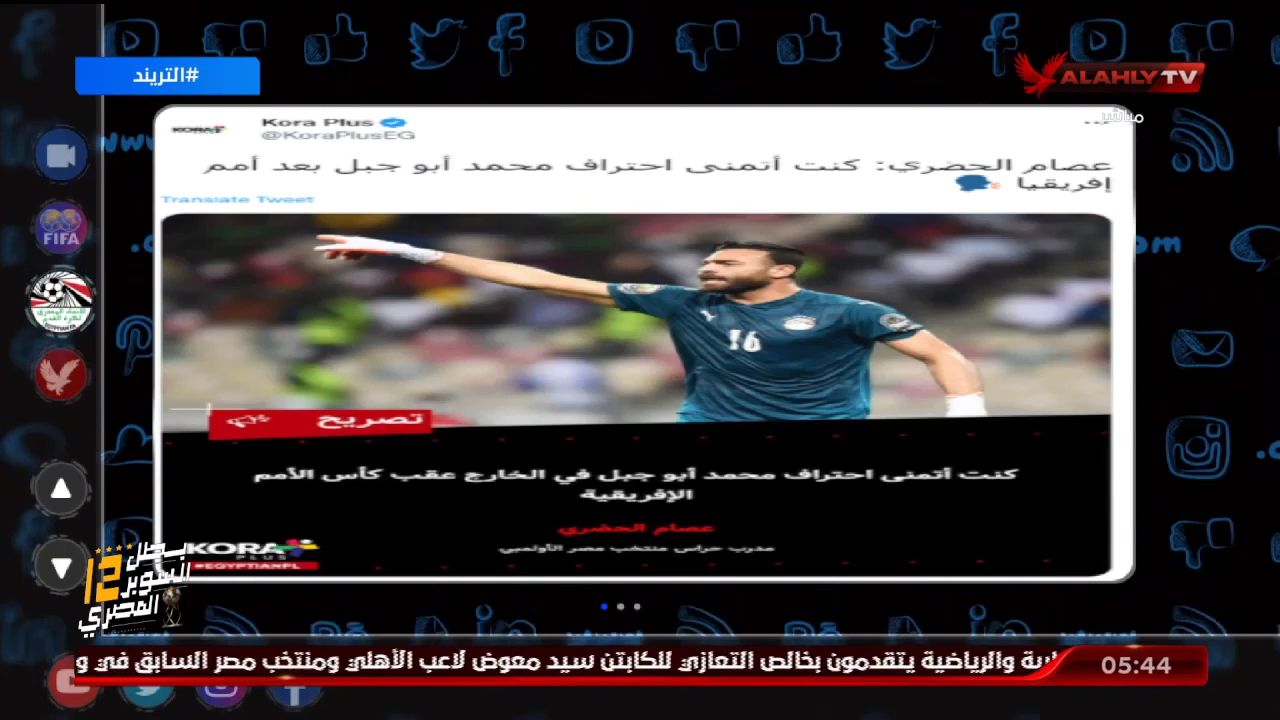 #التريند
ALAHLY TV
مباشر
Kora Plus
@KoraPlusEG
عصام الحضري: كنت أتمنى احتراف محمد أبو جبل بعد أمم
إفريقيا
Translate Tweet
FIFA
16
تصريح
كنت أتمنى احتراف محمد أبو جبل في الخارج عقب كأس الأمم
الإفريقية
عصام الحضري
مدرب حراس منتخب مصر الأولمبي
KORA
PLUS
#EGYPTIANFL
بطل
السوبر
12
المصري
والرياضية يتقدمون بخالص التعازي للكابتن سيد معوض لاعب الأهلي ومنتخب مصر السابق في و
05:44